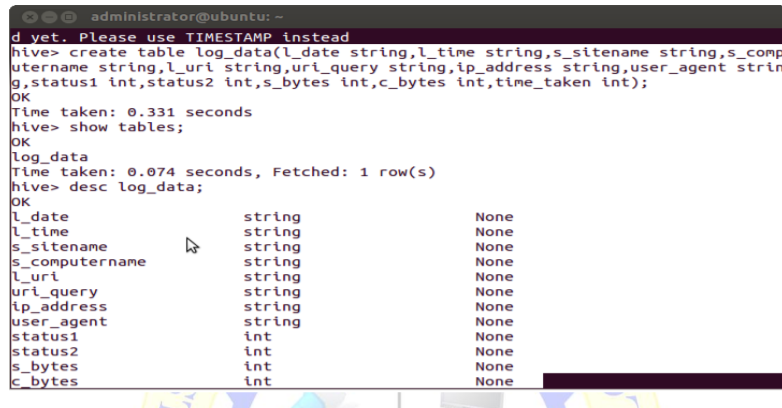 administrator@ubuntu: ~
d yet. Please use TIMESTAMP instead
hive> create table log_data(l_date string,l_time string,s_sitename string,s_comp
utername string,l_uri string,uri_query string,ip_address string,user_agent strin
g,status1 int,status2 int,s_bytes int,c_bytes int,time_taken int);
OK
Time taken: 0.331 seconds
hive> show tables;
OK
log_data
Time taken: 0.074 seconds, Fetched: 1 row(s)
hive> desc log_data;
OK
l_date string None
l_time string None
s_sitename string None
s_computername string None
l_uri string None
uri_query string None
ip_address string None
user_agent string None
status1 int None
status2 int None
s_bytes int None
c_bytes int None